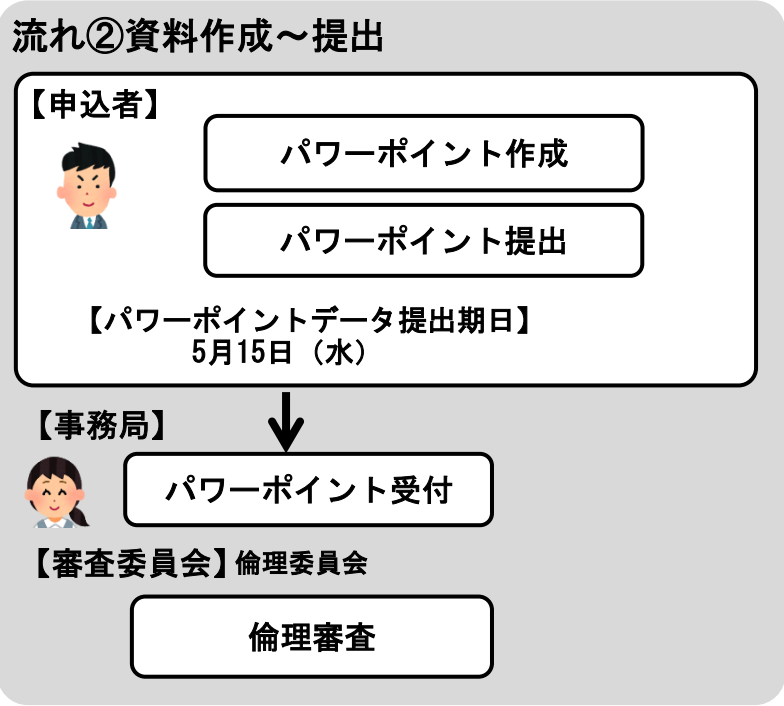 流れ②資料作成～提出
【申込者】
パワーポイント作成
パワーポイント提出
【パワーポイントデータ提出期日】
5月15日（水）
【事務局】
パワーポイント受付
【審査委員会】倫理委員会
倫理審査